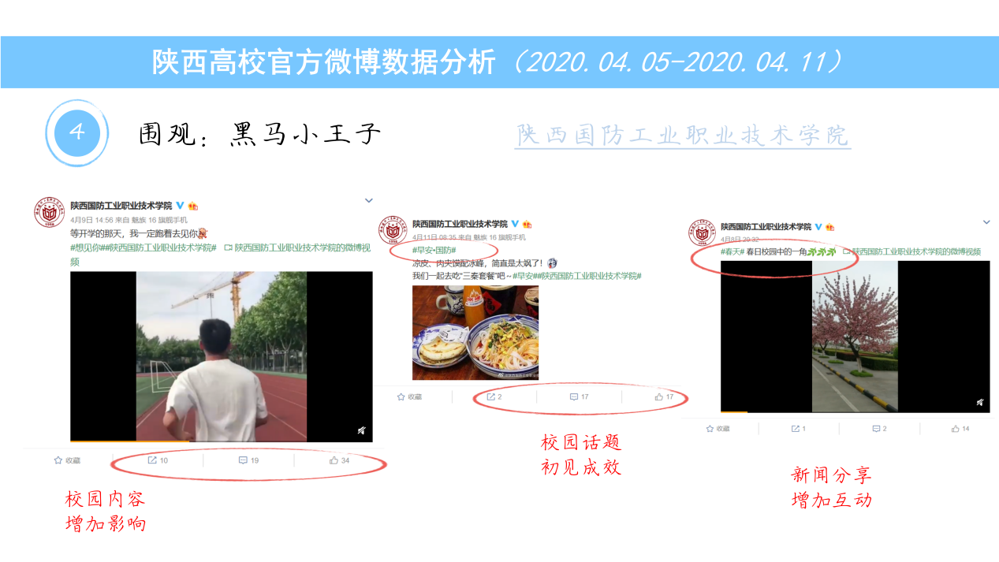 陕西高校官方微博数据分析（2020.04.05-2020.04.11）
4
围观：黑马小王子
陕西国防工业职业技术学院
陕西国防工业职业技术学院
4月9日 14:56 来自 魅族 16 旗舰手机
等开学的那天，我一定跑着去见你
#想见你##陕西国防工业职业技术学院# 陕西国防工业职业技术学院的微博视
频
收藏 10 19 34
校园内容
增加影响
陕西国防工业职业技术学院
4月11日 08:35 来自 魅族 16 旗舰手机
#早安•国防#
凉皮、肉夹馍配冰峰，简直是太飒了！
我们一起去吃“三秦套餐”吧～#早安##陕西国防工业职业技术学院#
收藏 2 17 17
校园话题
初见成效
陕西国防工业职业技术学院
4月8日 20:32
#春天# 春日校园中的一角 陕西国防工业职业技术学院的微博视频
收藏 1 2 14
新闻分享
增加互动